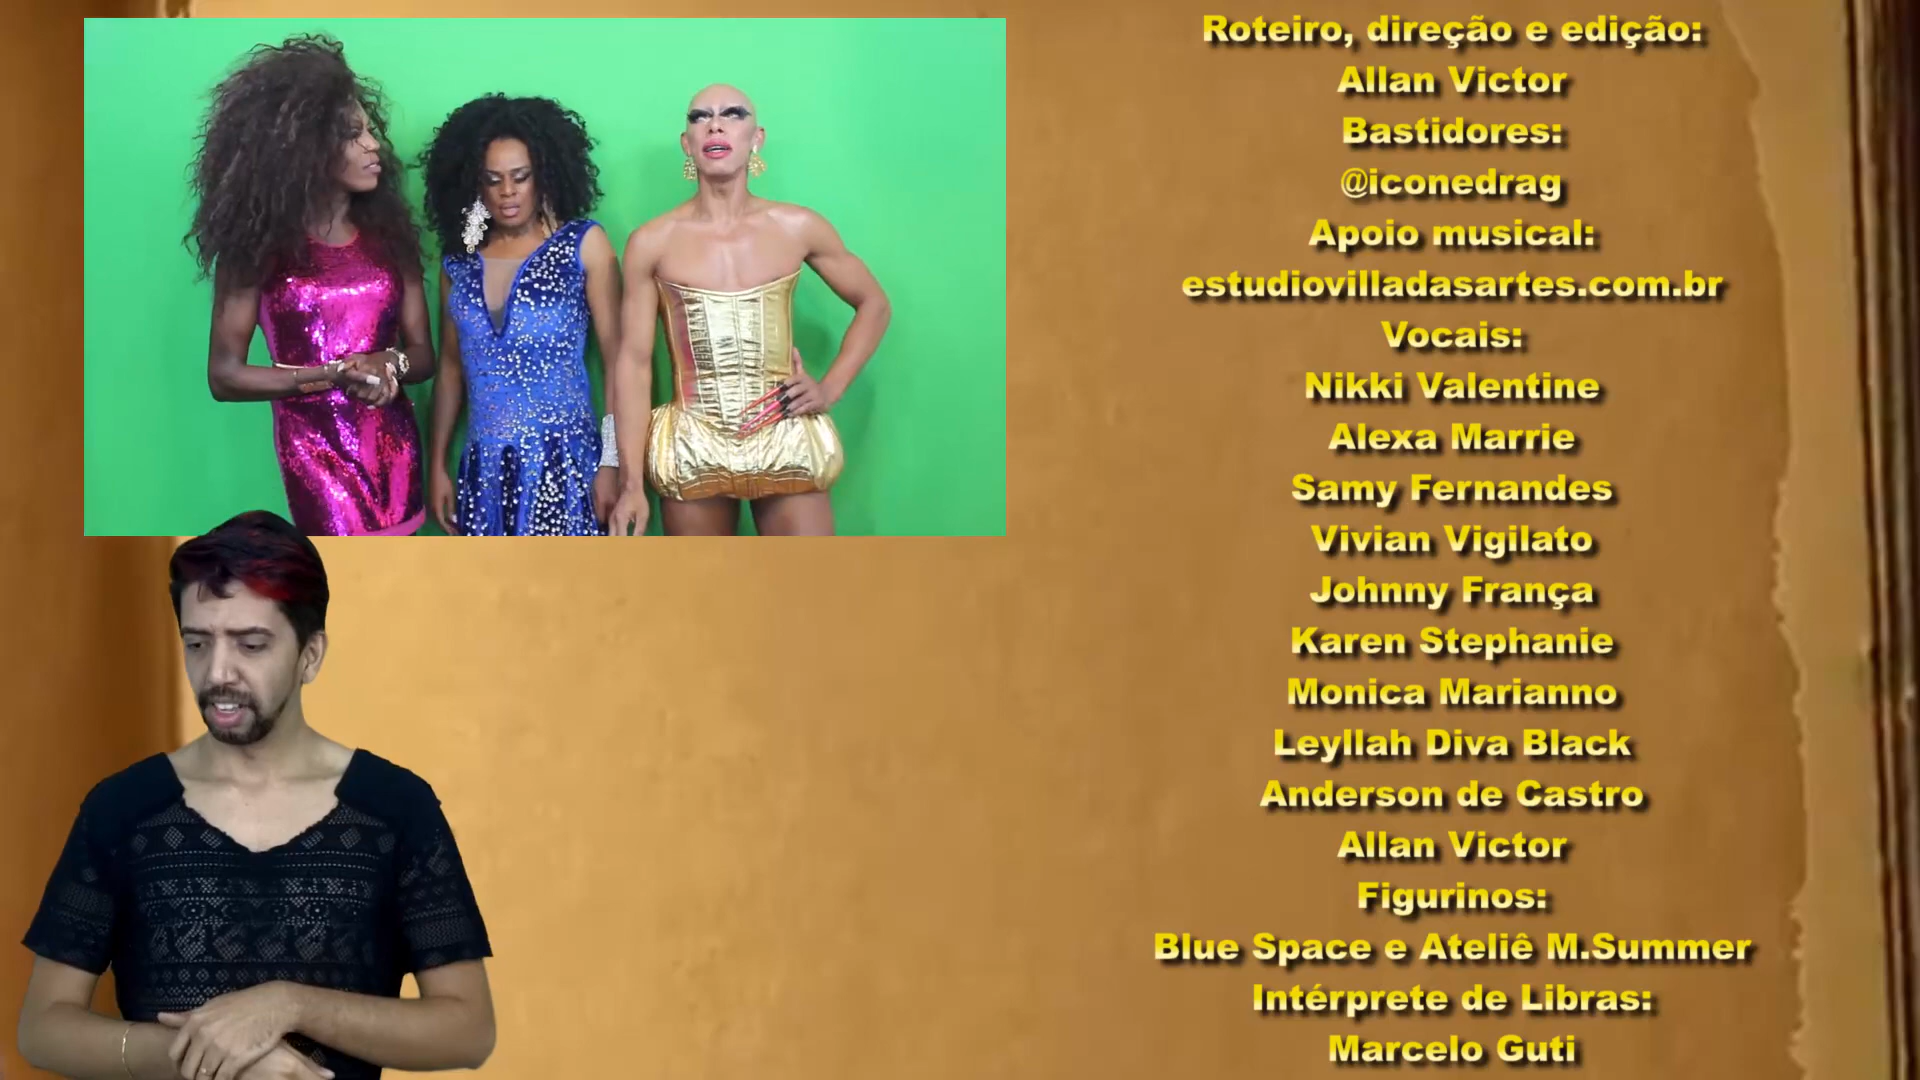 Roteiro, direção e edição:
Allan Victor
Bastidores:
@iconedrag
Apoio musical:
estudiovilladasartes.com.br
Vocais:
Nikki Valentine
Alexa Marrie
Samy Fernandes
Vivian Vigilato
Johnny França
Karen Stephanie
Monica Marianno
Leyllah Diva Black
Anderson de Castro
Allan Victor
Figurinos:
Blue Space e Ateliê M.Summer
Intérprete de Libras:
Marcelo Guti